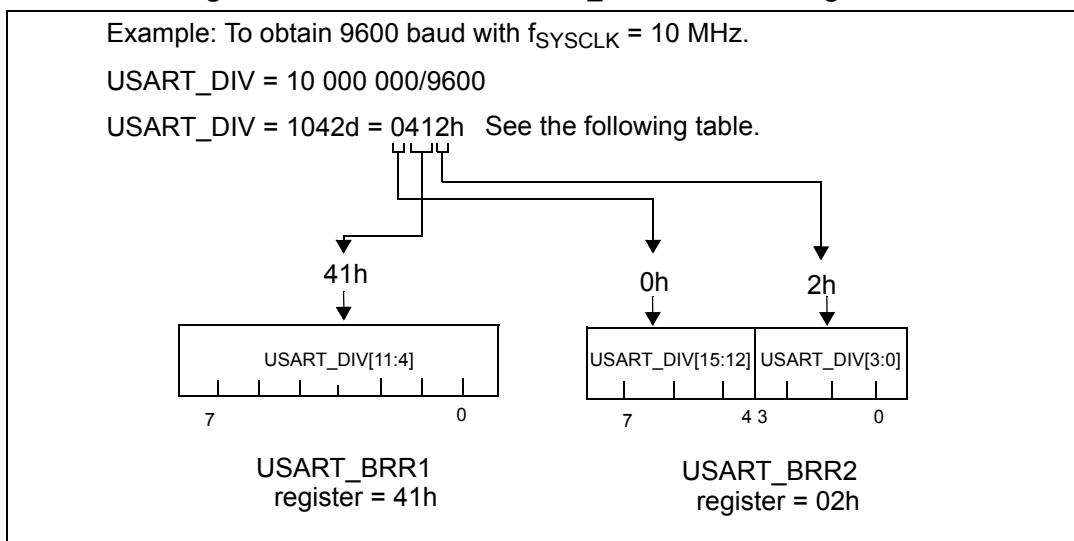 Example: To obtain 9600 baud with fSYSCLK = 10 MHz.
USART_DIV = 10 000 000/9600
USART_DIV = 1042d = 0412h See the following table.
41h
0h
2h
USART_DIV[11:4]
USART_DIV[15:12]
USART_DIV[3:0]
7
0
7
4 3
0
USART_BRR1
register = 41h
USART_BRR2
register = 02h